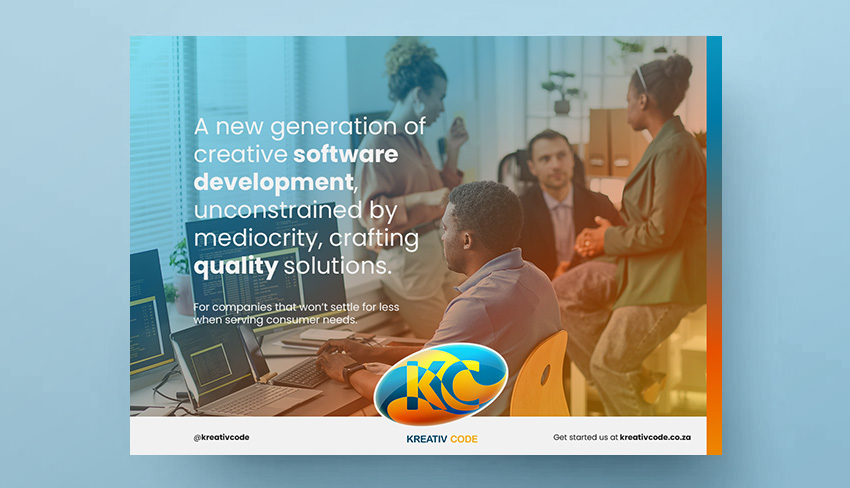 A new generation of
creative software
development,
unconstrained by
mediocrity, crafting
quality solutions.
For companies that won't settle for less
when serving consumer needs.
KC
@kreativcode
KREATIV CODE
Get started us at kreativcode.co.za